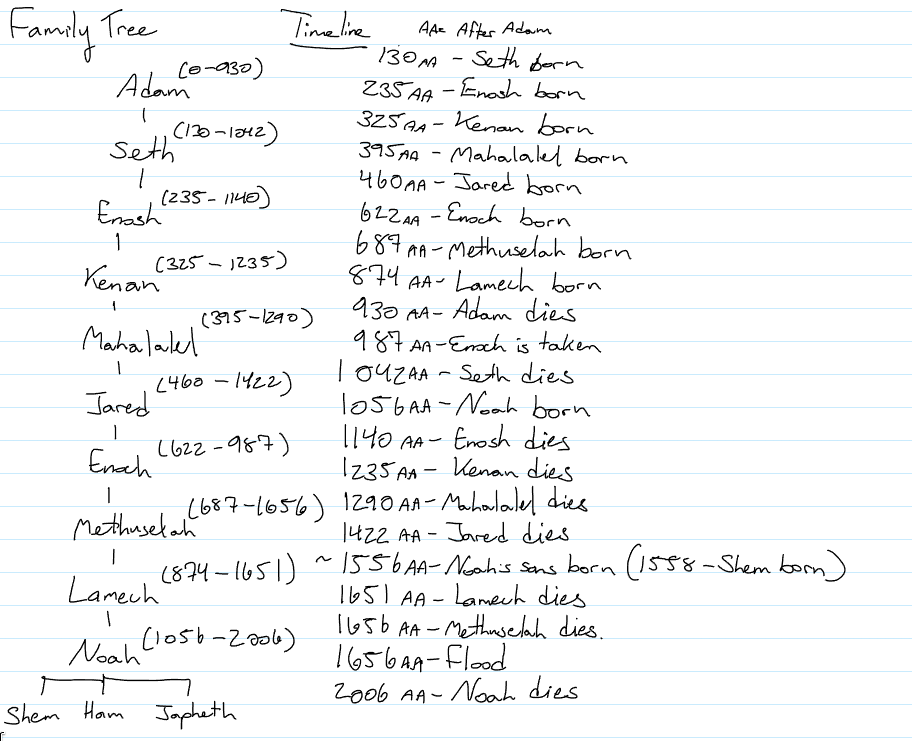 Family Tree
Adam (0-930)
Seth (130-1042)
Enosh (235-1140)
Kenan (325-1235)
Mahalalel (395-1290)
Jared (460-1422)
Enoch (622-987)
Methuselah (687-1656)
Lamech (874-1651)
Noah (1056-2006)
Shem Ham Japheth
Timeline AA= After Adam
130 AA - Seth born
235 AA - Enosh born
325 AA - Kenan born
395 AA - Mahalalel born
460 AA - Jared born
622 AA - Enoch born
687 AA - Methuselah born
874 AA - Lamech born
930 AA - Adam dies
987 AA - Enoch is taken
1042 AA - Seth dies
1056 AA - Noah born
1140 AA - Enosh dies
1235 AA - Kenan dies
1290 AA - Mahalalel dies
1422 AA - Jared dies
~ 1556 AA - Noah's sons born (1558 - Shem born)
1651 AA - Lamech dies
1656 AA - Methuselah dies.
1656 AA - Flood
2006 AA - Noah dies